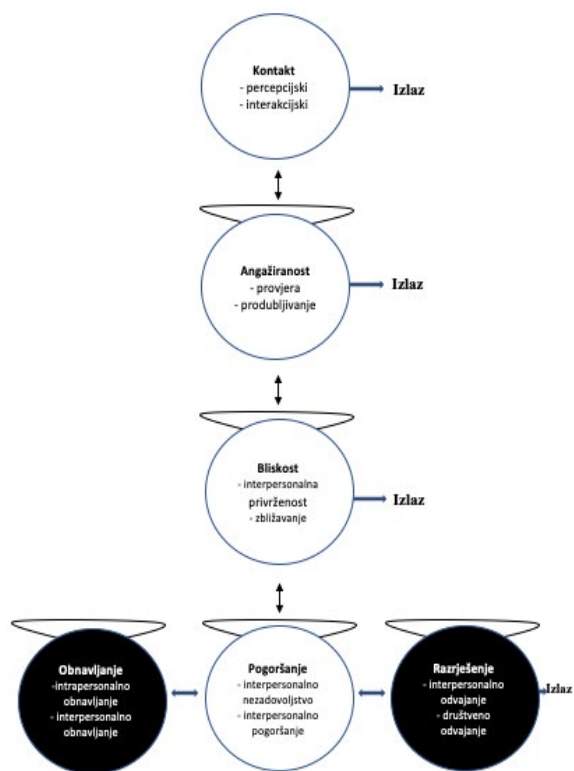 Kontakt
- percepcijski
- interakcijski
Izlaz
Angažiranost
- provjera
- produbljivanje
Izlaz
Bliskost
- interpersonalna
privrženost
- zbližavanje
Izlaz
Obnavljanje
-intrapersonalno
obnavljanje
- interpersonalno
obnavljanje
Pogoršanje
- interpersonalno
nezadovoljstvo
- interpersonalno
pogoršanje
Razrješenje
- interpersonalno
odvajanje
- društveno
odvajanje
Izlaz